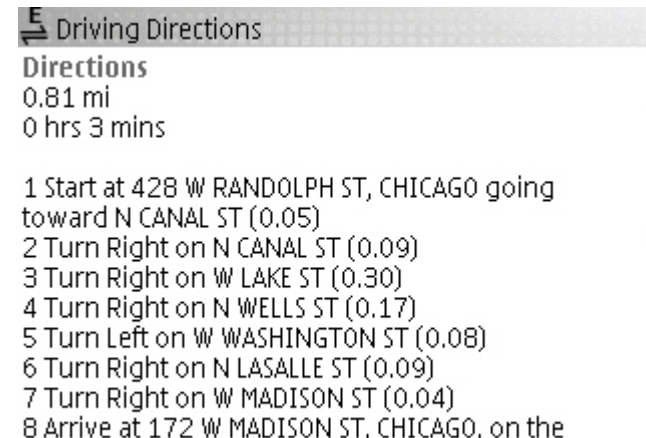 E
Driving Directions
Directions
0.81 mi
0 hrs 3 mins
1 Start at 428 W RANDOLPH ST, CHICAGO going
toward N CANAL ST (0.05)
2 Turn Right on N CANAL ST (0.09)
3 Turn Right on W LAKE ST (0.30)
4 Turn Right on N WELLS ST (0.17)
5 Turn Left on W WASHINGTON ST (0.08)
6 Turn Right on N LASALLE ST (0.09)
7 Turn Right on W MADISON ST (0.04)
8 Arrive at 172 W MADISON ST, CHICAGO, on the